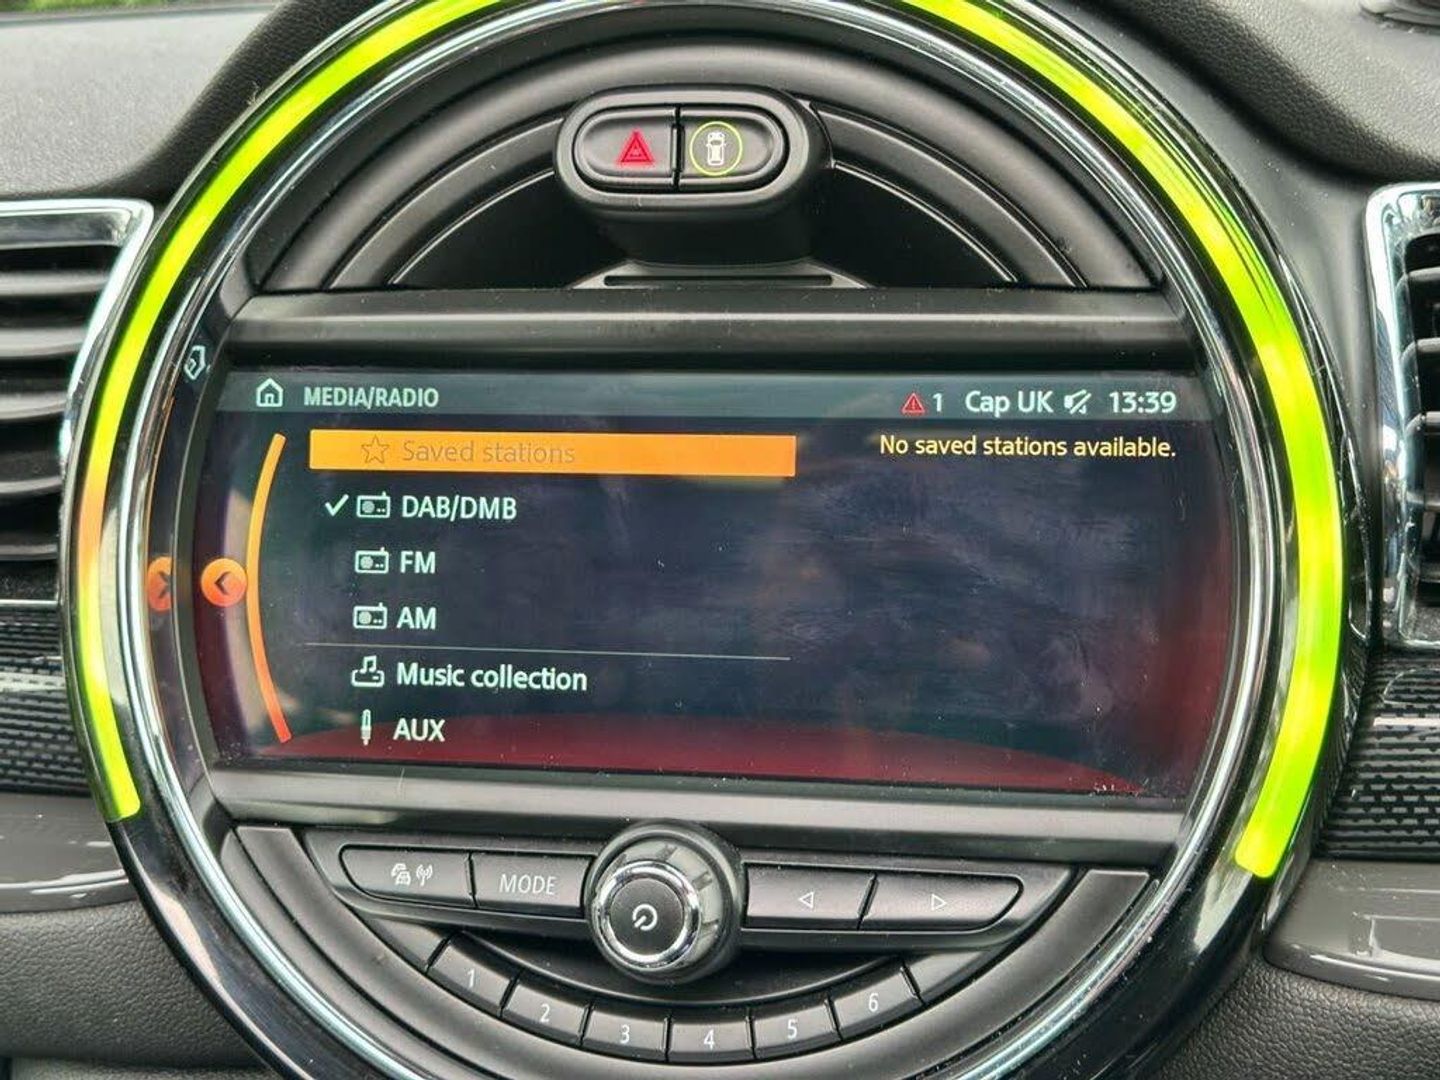 MEDIA/RADIO
1 Cap UK 13:39
Saved stations
No saved stations available.
DAB/DMB
FM
AM
Music collection
AUX
MODE
1
2
3
4
5
6